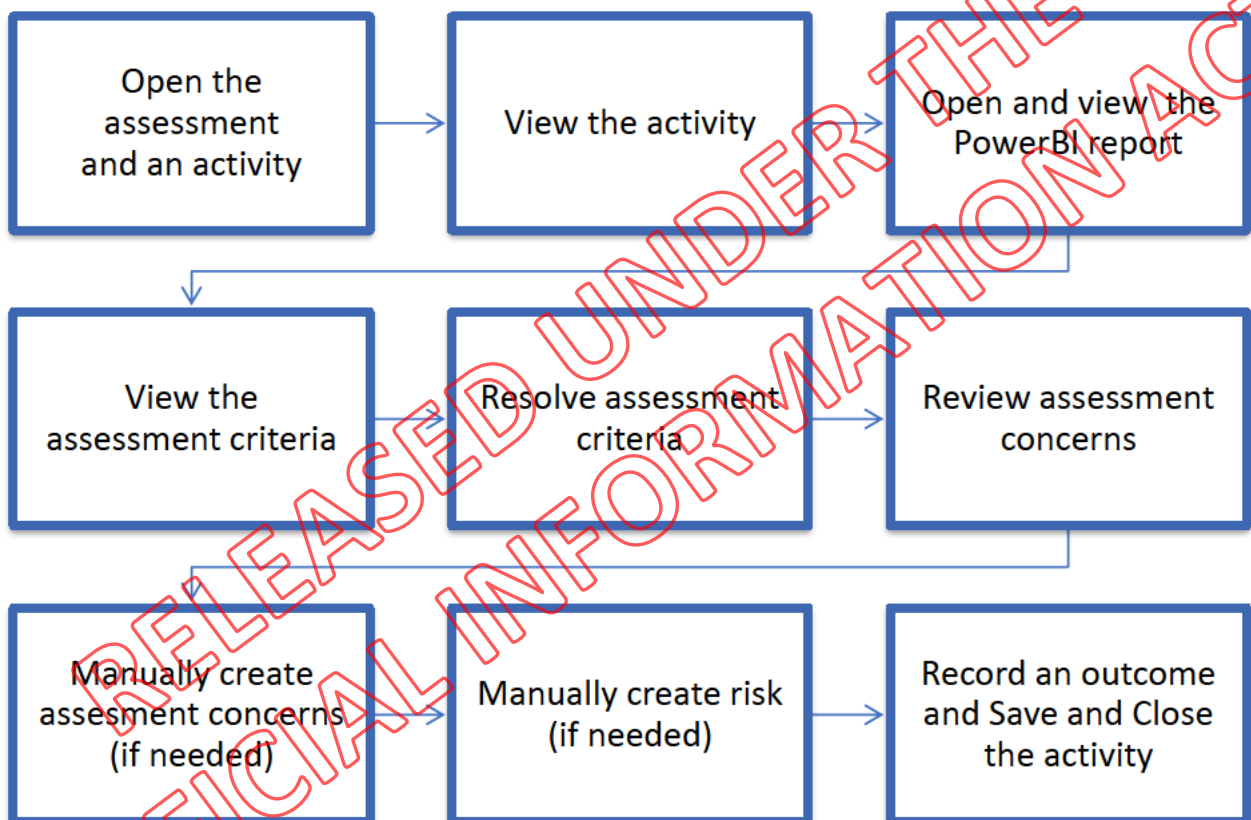 Open the
assessment
and an activity
View the activity
Open and view the
PowerBI report
View the
assessment criteria
Resolve assessment
criteria
Review assessment
concerns
Manually create
assesment concerns
(if needed)
Manually create risk
(if needed)
Record an outcome
and Save and Close
the activity
RELEASED UNDER THE
FICIAL INFORMATION AC